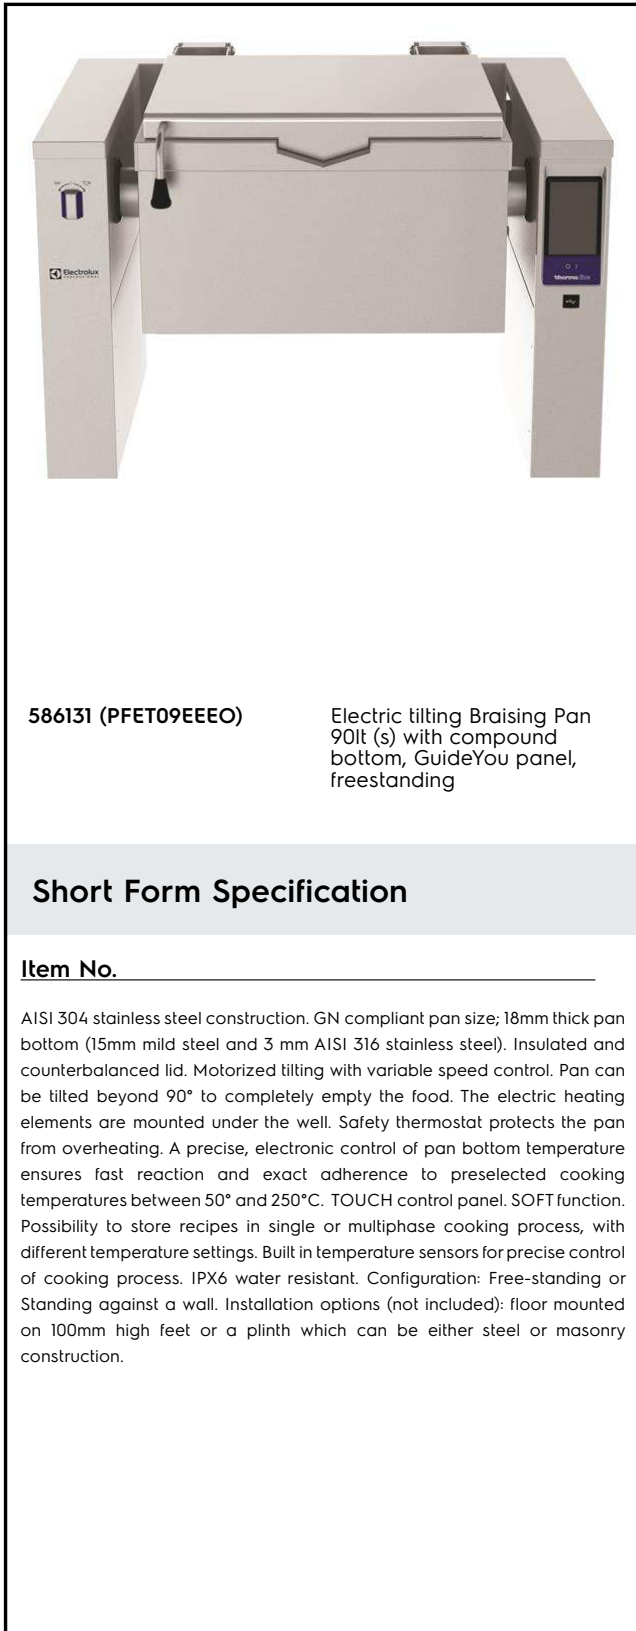 Electrolux
PROFESSIONAL
thermaline
586131 (PFET09EEEO)
Electric tilting Braising Pan
90lt (s) with compound
bottom, GuideYou panel,
freestanding
Short Form Specification
Item No.
AISI 304 stainless steel construction. GN compliant pan size; 18mm thick pan
bottom (15mm mild steel and 3 mm AISI 316 stainless steel). Insulated and
counterbalanced lid. Motorized tilting with variable speed control. Pan can
be tilted beyond 90° to completely empty the food. The electric heating
elements are mounted under the well. Safety thermostat protects the pan
from overheating. A precise, electronic control of pan bottom temperature
ensures fast reaction and exact adherence to preselected cooking
temperatures between 50° and 250°C. TOUCH control panel. SOFT function.
Possibility to store recipes in single or multiphase cooking process, with
different temperature settings. Built in temperature sensors for precise control
of cooking process. IPX6 water resistant. Configuration: Free-standing or
Standing against a wall. Installation options (not included): floor mounted
on 100mm high feet or a plinth which can be either steel or masonry
construction.